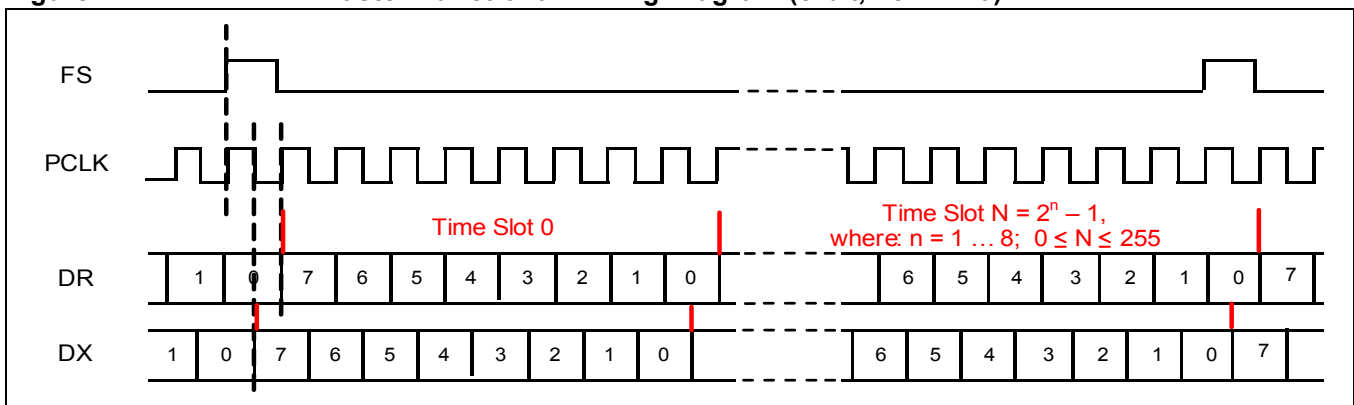 FS
PCLK
Time Slot 0
Time Slot N = 2ⁿ – 1,
where: n = 1 … 8; 0 ≤ N ≤ 255
DR 1 0 7 6 5 4 3 2 1 0 6 5 4 3 2 1 0 7
DX 1 0 7 6 5 4 3 2 1 0 6 5 4 3 2 1 0 7